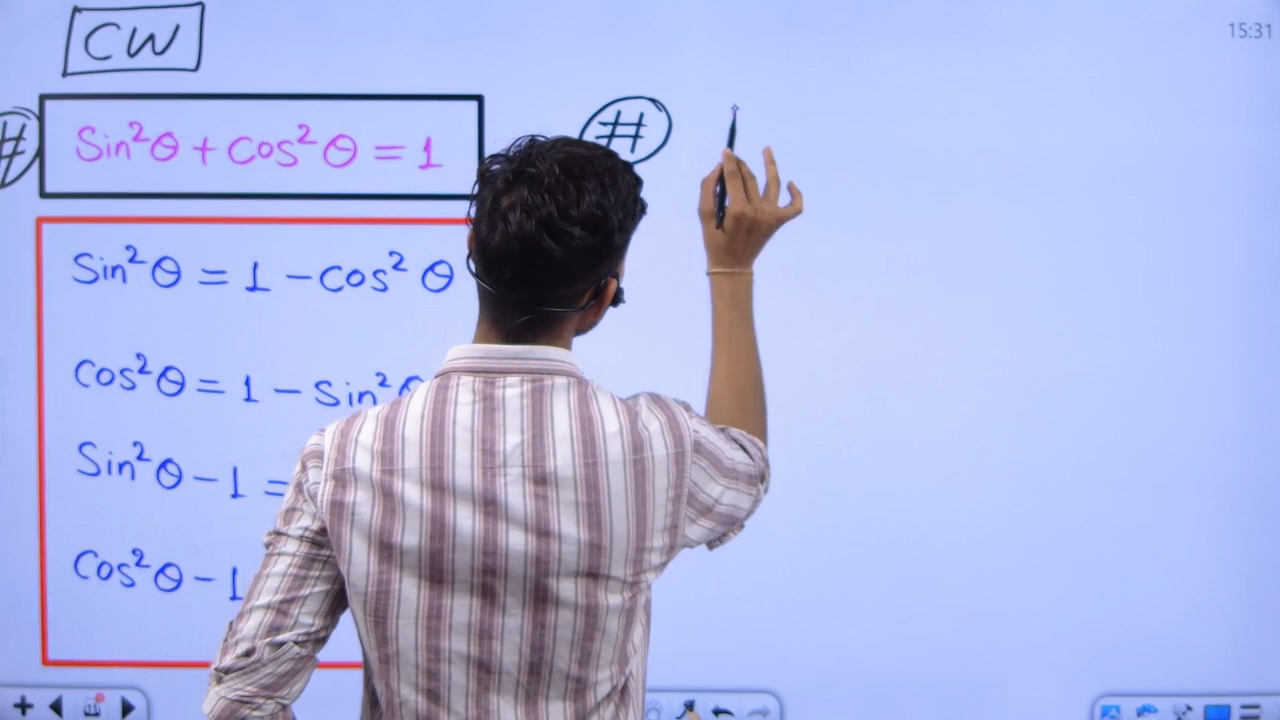 CW
15:31
# Sin²θ + Cos²θ = 1
#
Sin²θ = 1 - Cos²θ
Cos²θ = 1 - Sin²
Sin²θ - 1 =
Cos²θ - 1